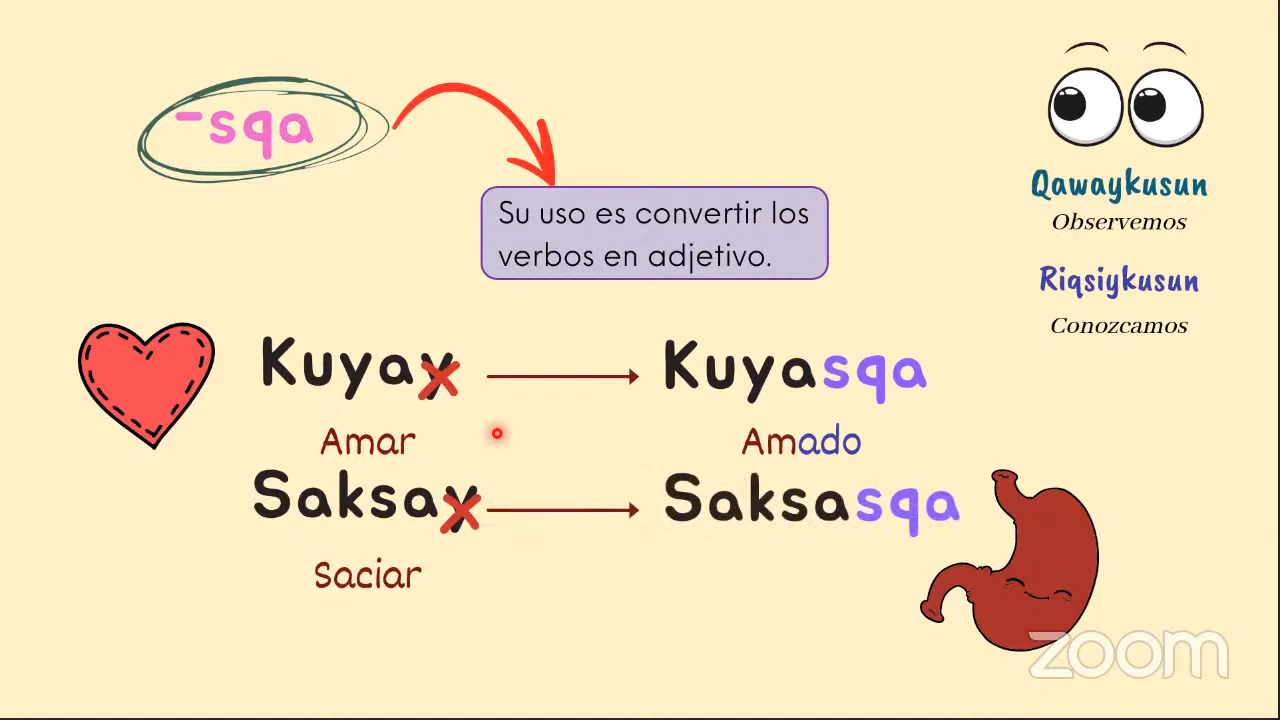 -sqa
Su uso es convertir los
verbos en adjetivo.
Qawaykusun
Observemos
Riqsiykusun
Conozcamos
Kuyay
Kuyasqa
Amar
Amado
Saksay
Saksasqa
Saciar
zoom